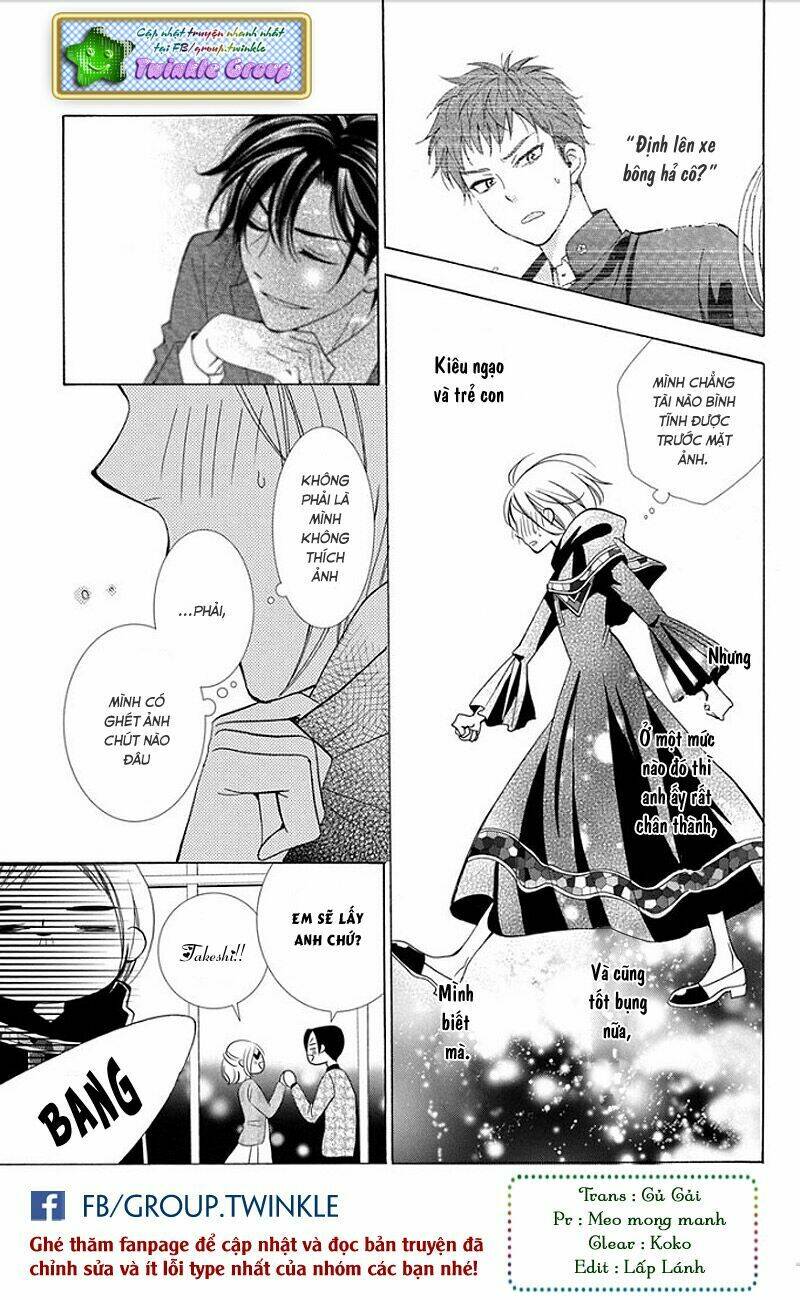 Cập nhật truyện nhanh nhất
tại FB/group.twinkle
Twinkle Group
“Định lên xe
bông hả cô?”
MÌNH CHẲNG
TÀI NÀO BÌNH
TĨNH ĐƯỢC
TRƯỚC MẶT
ẢNH.
Kiêu ngạo
và trẻ con
Nhưng
Ở một mức
nào đó thì
anh ấy rất
chân thành,
Và cũng
tốt bụng
nữa,
Mình
biết
mà.
KHÔNG
PHẢI LÀ
MÌNH
KHÔNG
THÍCH
ẢNH
...PHẢI,
MÌNH CÓ
GHÉT ẢNH
CHÚT NÀO
ĐÂU
EM SẼ LẤY
ANH CHỨ?
Takeshi!!
BANG
FB/GROUP.TWINKLE
Ghé thăm fanpage để cập nhật và đọc bản truyện đã
chỉnh sửa và ít lỗi type nhất của nhóm các bạn nhé!
Trans : Củ Cải
Pr : Meo mong manh
Clear : Koko
Edit : Lấp Lánh